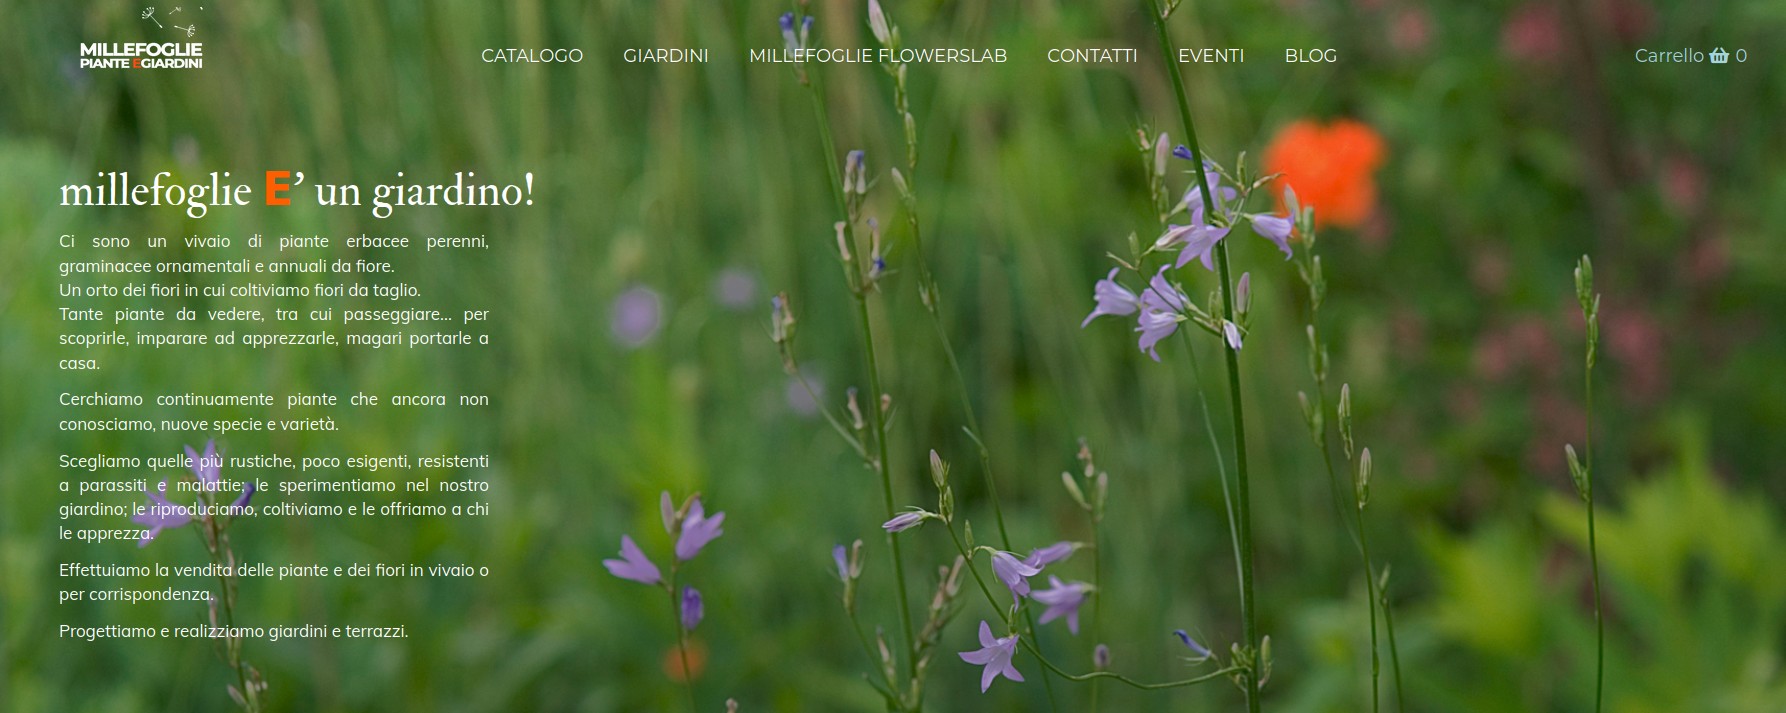 MILLEFOGLIE
PIANTE E GIARDINI
CATALOGO GIARDINI MILLEFOGLIE FLOWERSLAB CONTATTI EVENTI BLOG Carrello 0
millefoglie E’ un giardino!
Ci sono un vivaio di piante erbacee perenni,
graminacee ornamentali e annuali da fiore.
Un orto dei fiori in cui coltiviamo fiori da taglio.
Tante piante da vedere, tra cui passeggiare... per
scoprirle, imparare ad apprezzarle, magari portarle a
casa.
Cerchiamo continuamente piante che ancora non
conosciamo, nuove specie e varietà.
Scegliamo quelle più rustiche, poco esigenti, resistenti
a parassiti e malattie; le sperimentiamo nel nostro
giardino; le riproduciamo, coltiviamo e le offriamo a chi
le apprezza.
Effettuiamo la vendita delle piante e dei fiori in vivaio o
per corrispondenza.
Progettiamo e realizziamo giardini e terrazzi.